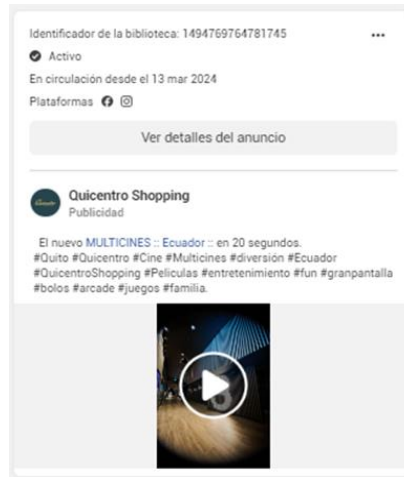 Identificador de la biblioteca: 1494769764781745
Activo
En circulación desde el 13 mar 2024
Plataformas
Ver detalles del anuncio
Quicentro Shopping
Publicidad
El nuevo MULTICINES :: Ecuador :: en 20 segundos.
#Quito #Quicentro #Cine #Multicines #diversión #Ecuador
#QuicentroShopping #Peliculas #entretenimiento #fun #granpantalla
#bolos #arcade #juegos #familia.